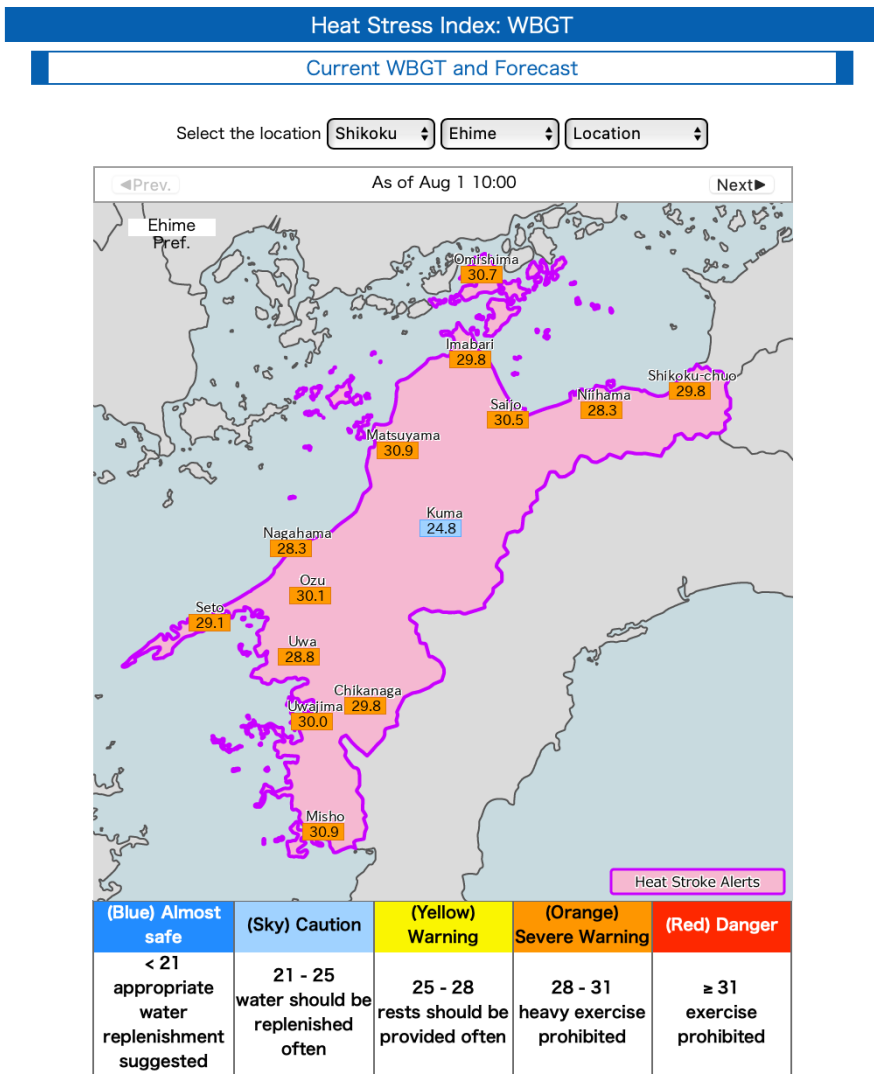 Heat Stress Index: WBGT
Current WBGT and Forecast
Select the location Shikoku Ehime Location
◀Prev. As of Aug 1 10:00 Next▶
Ehime
Pref.
Omishima
30.7
Imabari
29.8
Shikoku-chuo
29.8
Niihama
28.3
Saijo
30.5
Matsuyama
30.9
Kuma
24.8
Nagahama
28.3
Ozu
30.1
Seto
29.1
Uwa
28.8
Chikanaga
29.8
Uwajima
30.0
Misho
30.9
Heat Stroke Alerts
(Blue) Almost
safe
(Sky) Caution
(Yellow)
Warning
(Orange)
Severe Warning
(Red) Danger
< 21
appropriate
water
replenishment
suggested
21 - 25
water should be
replenished
often
25 - 28
rests should be
provided often
28 - 31
heavy exercise
prohibited
≥ 31
exercise
prohibited